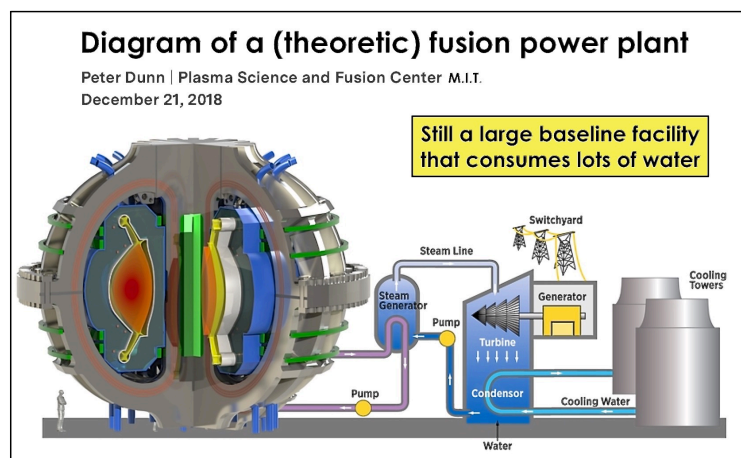 Diagram of a (theoretic) fusion power plant
Peter Dunn | Plasma Science and Fusion Center M.I.T.
December 21, 2018
Still a large baseline facility
that consumes lots of water
Switchyard
Steam Line
Cooling
Towers
Steam
Generator
Generator
Pump
Turbine
Pump
Condensor
Cooling Water
Water